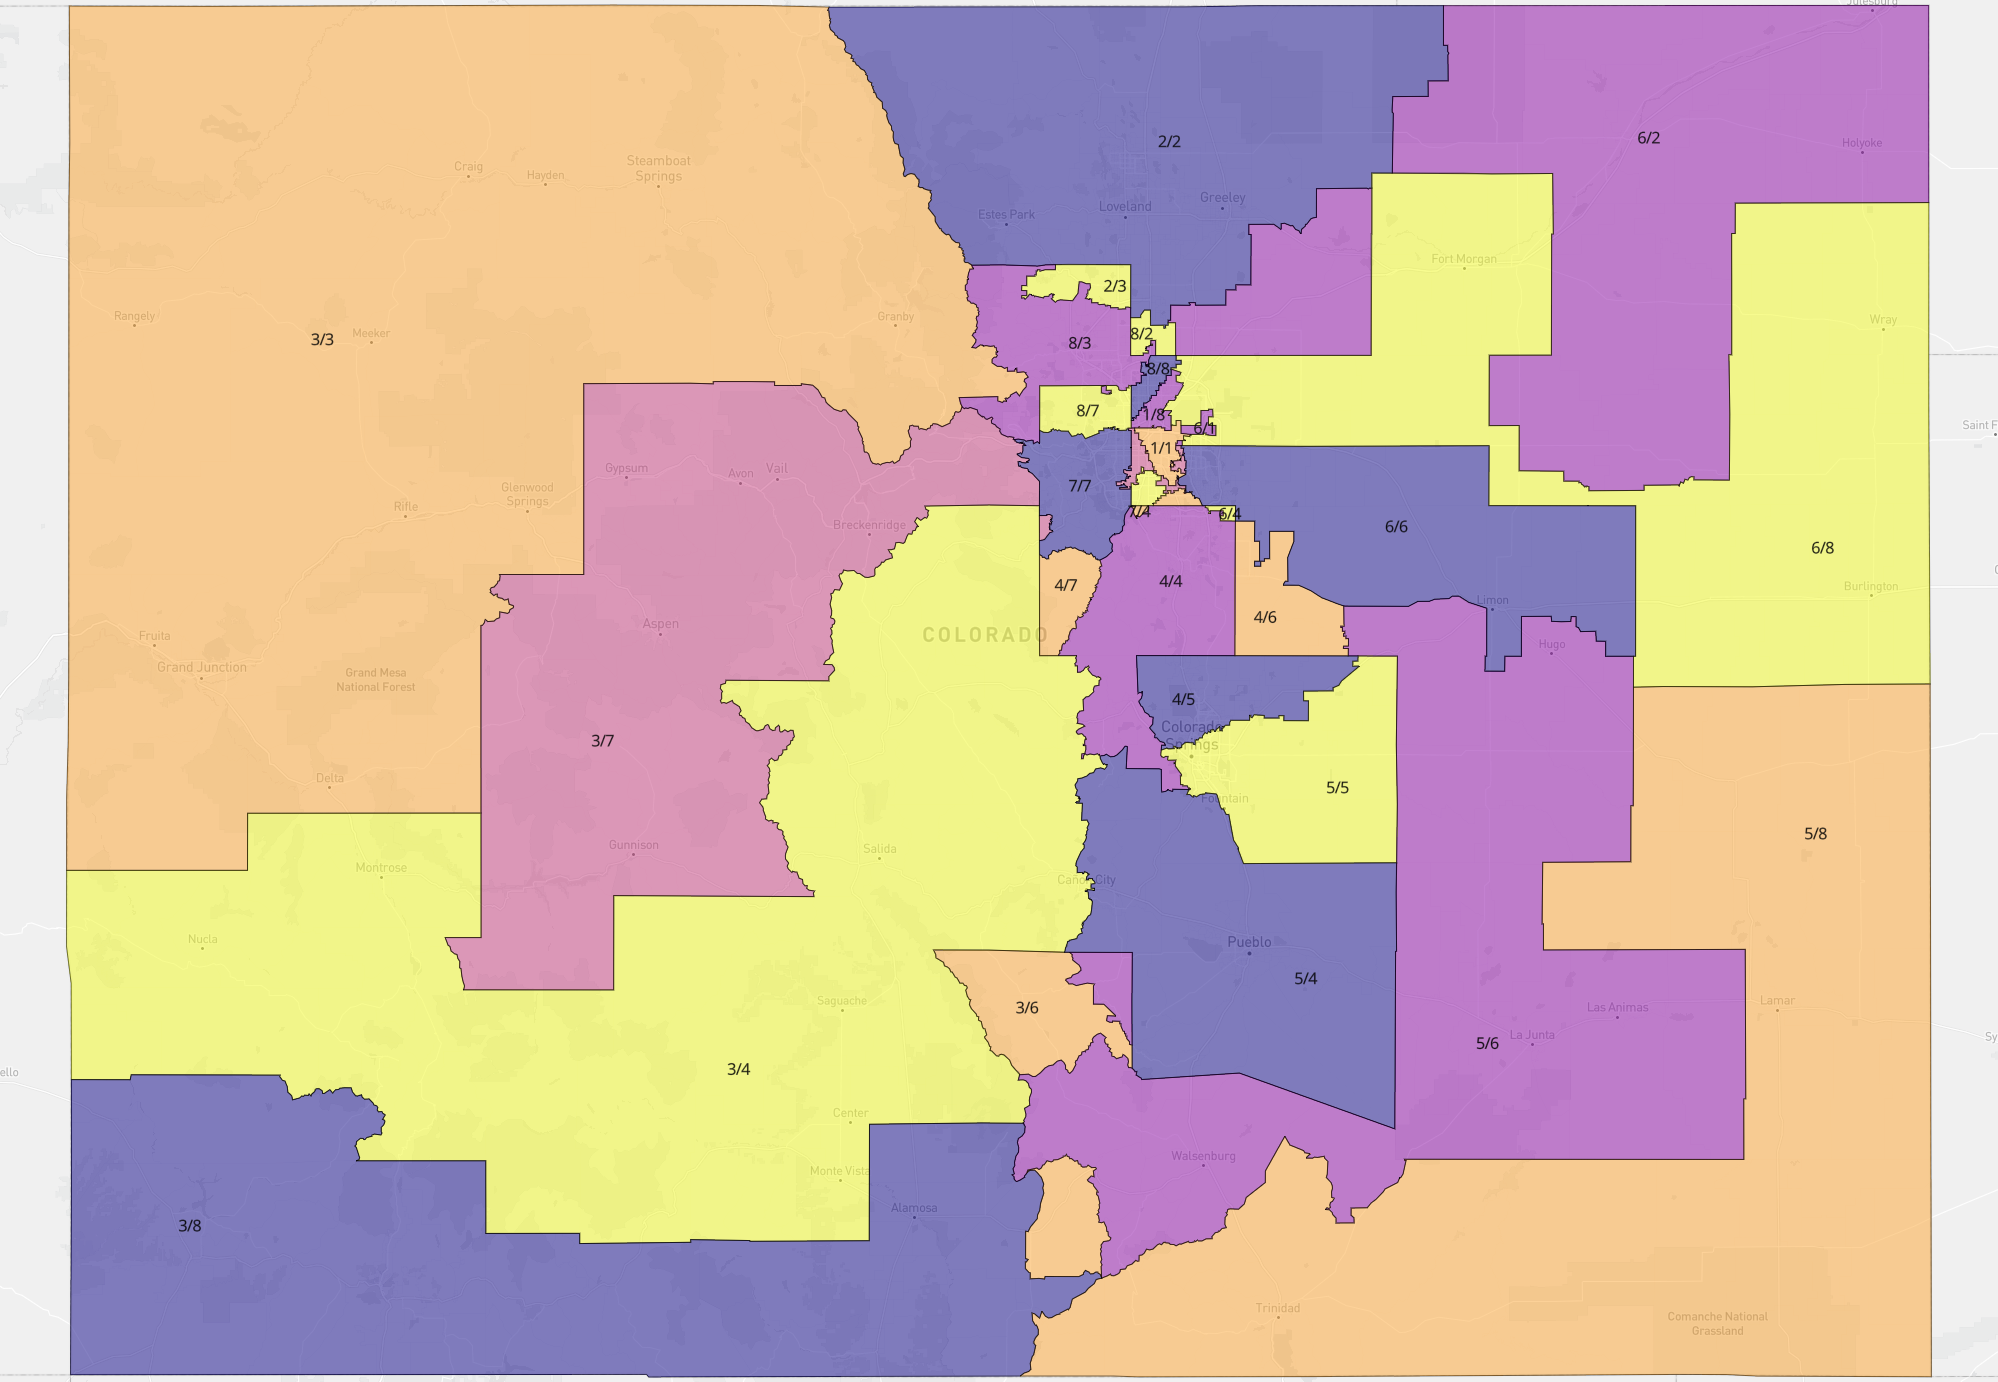 Julesburg
2/2
6/2
Holyoke
Craig
Hayden
Steamboat
Springs
Estes Park
Loveland
Greeley
Fort Morgan
2/3
Rangely
Meeker
Granby
Wray
3/3
8/3
8/2
8/8
8/7
1/8
6/1
Saint F
1/1
Gypsum
Avon
Vail
Glenwood
Springs
Rifle
7/7
Breckenridge
7/4
6/4
6/6
6/8
4/7
4/4
Burlington
Limon
4/6
Aspen
COLORADO
Fruita
Grand Junction
Grand Mesa
National Forest
Hugo
4/5
Colorado
Springs
3/7
Delta
5/5
Fountain
5/8
Gunnison
Salida
Montrose
Cañon City
Nucla
Pueblo
5/4
Saguache
3/6
Las Animas
Lamar
La Junta
5/6
Sy
ello
3/4
Center
Monte Vista
Walsenburg
Alamosa
3/8
Trinidad
Comanche National
Grassland